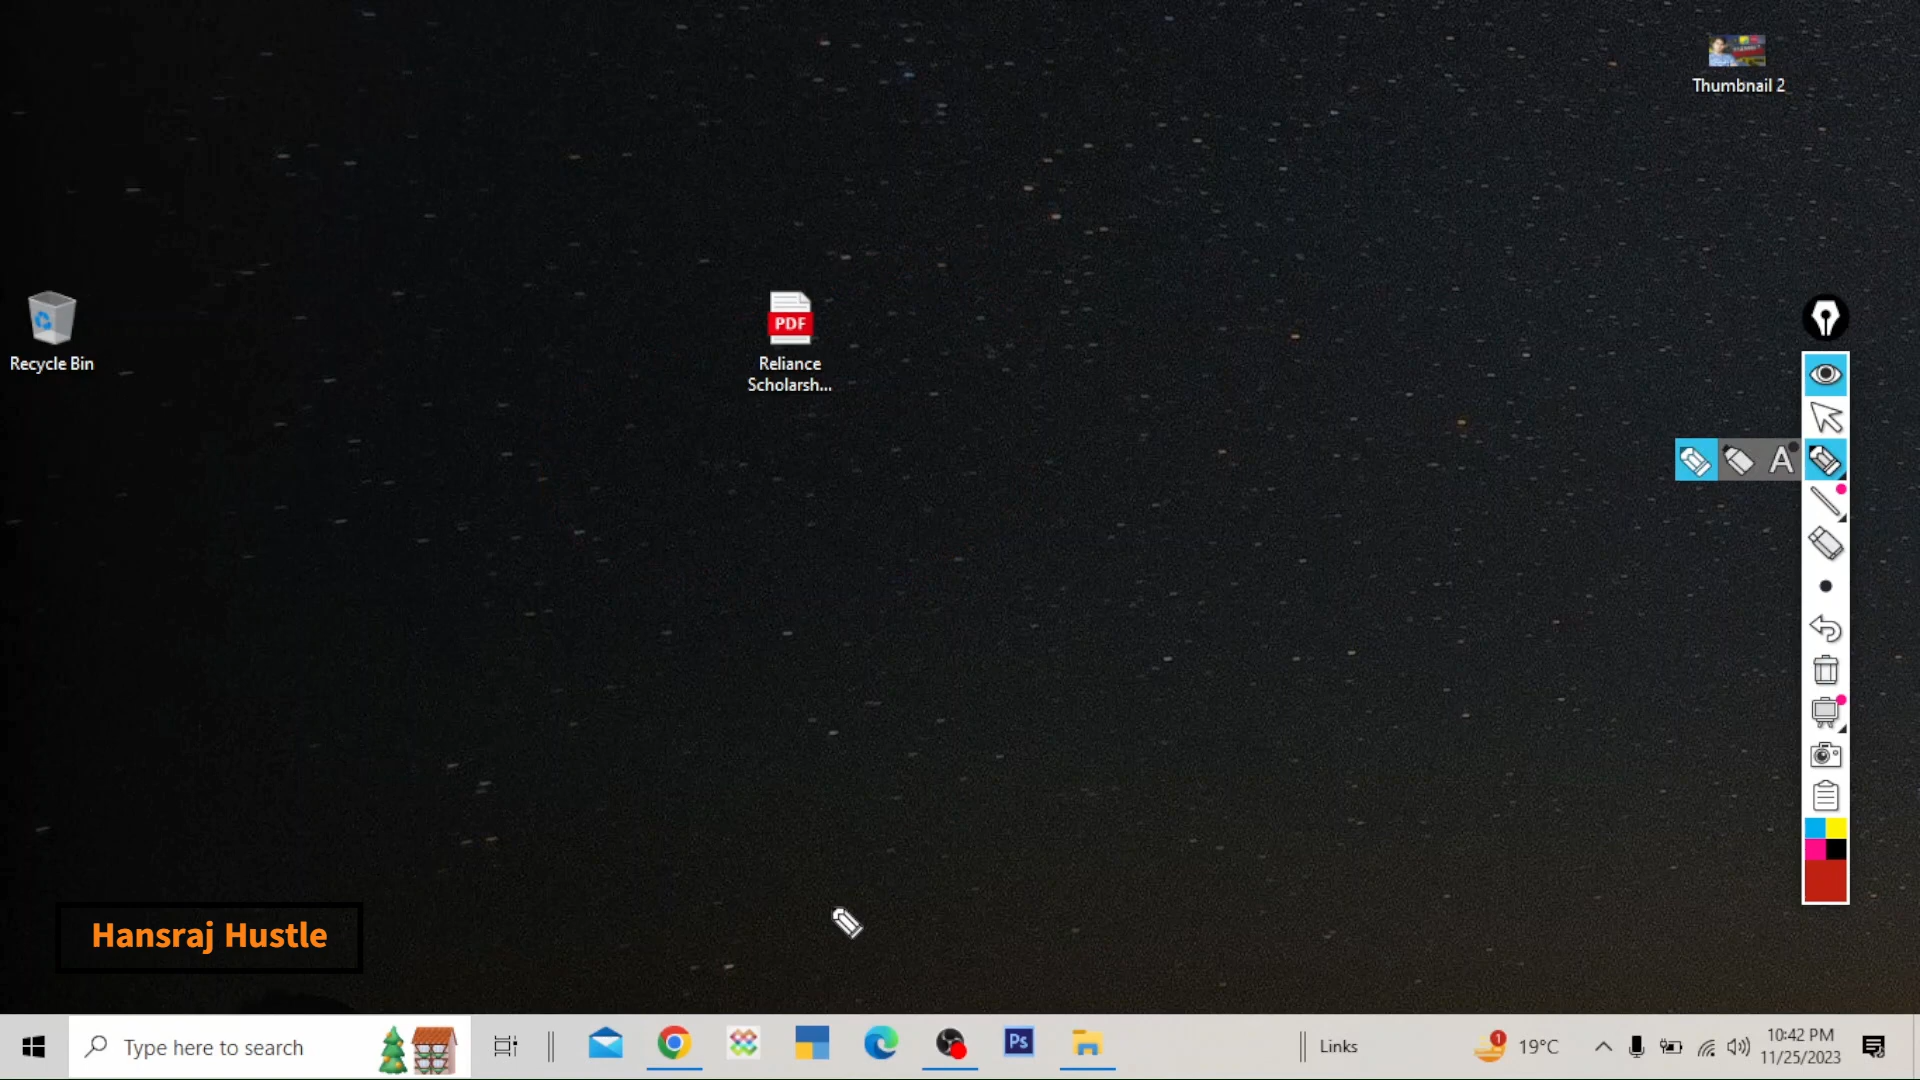 Thumbnail 2
Recycle Bin
PDF
Reliance
Scholarsh...
A
Hansraj Hustle
Type here to search
Ps
Links
1
19°C
10:42 PM
11/25/2023